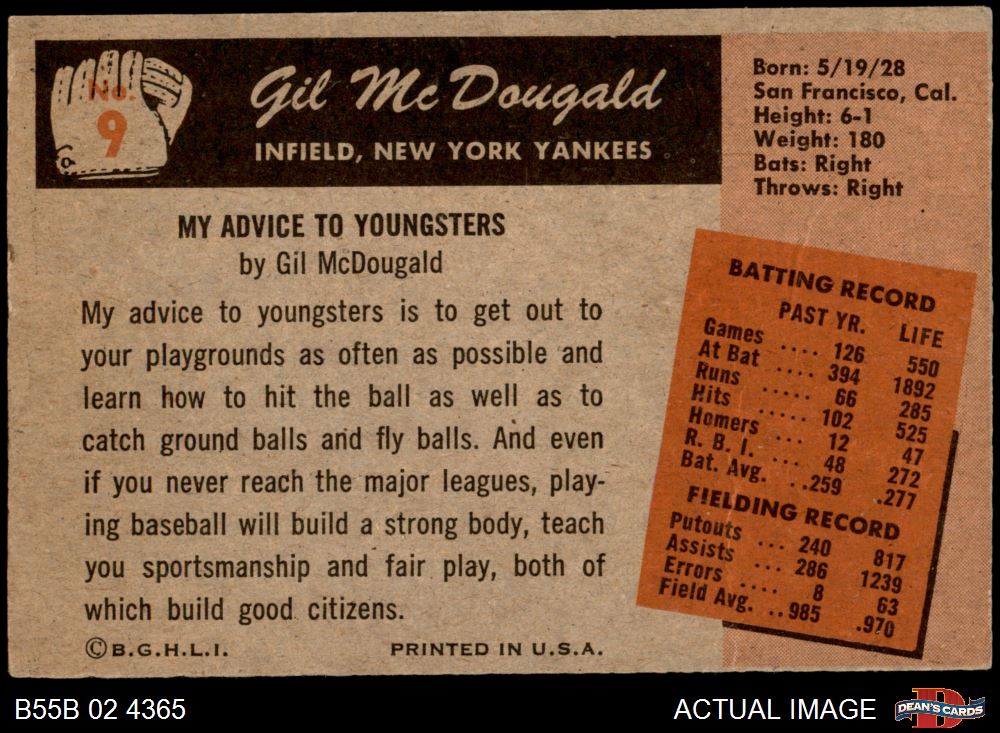 No.
9
Gil McDougald
INFIELD, NEW YORK YANKEES
Born: 5/19/28
San Francisco, Cal.
Height: 6-1
Weight: 180
Bats: Right
Throws: Right
MY ADVICE TO YOUNGSTERS
by Gil McDougald
My advice to youngsters is to get out to
your playgrounds as often as possible and
learn how to hit the ball as well as to
catch ground balls and fly balls. And even
if you never reach the major leagues, play-
ing baseball will build a strong body, teach
you sportsmanship and fair play, both of
which build good citizens.
© B.G.H.L.I. PRINTED IN U.S.A.
BATTING RECORD
PAST YR. LIFE
Games .... 126 550
At Bat .... 394 1892
Runs ..... 66 285
Hits ..... 102 525
Homers ... 12 47
R. B. I. ... 48 272
Bat. Avg. ...259 .277
FIELDING RECORD
Putouts ... 240 817
Assists ... 286 1239
Errors .... 8 63
Field Avg. ..985 .970
B55B 02 4365 ACTUAL IMAGE
D
DEAN'S CARDS